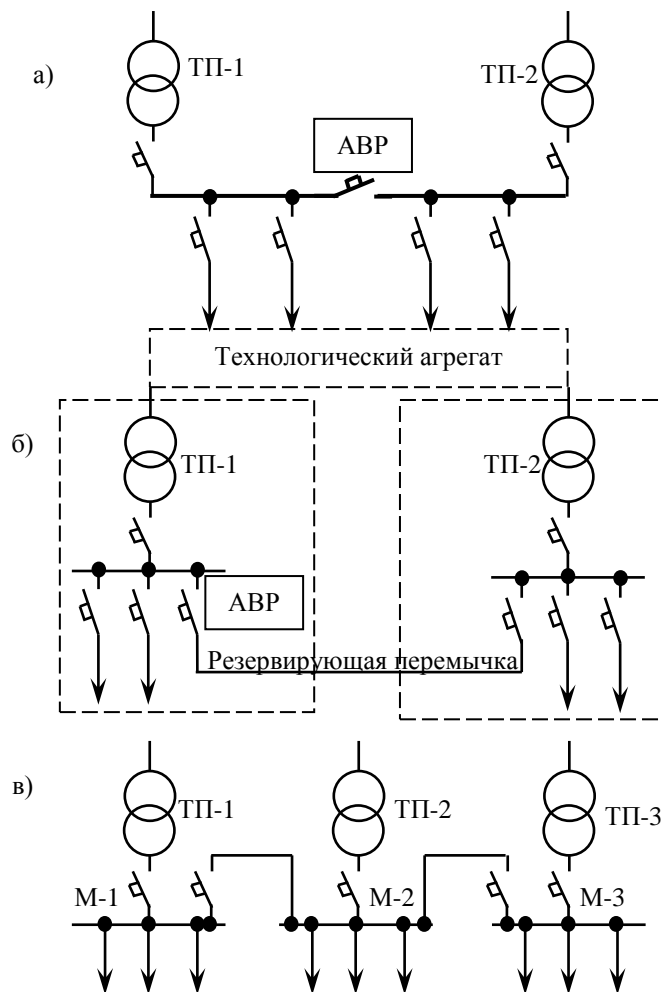 а)
ТП-1
ТП-2
АВР
Технологический агрегат
б)
ТП-1
ТП-2
АВР
Резервирующая перемычка
в)
ТП-1
ТП-2
ТП-3
М-1
М-2
М-3